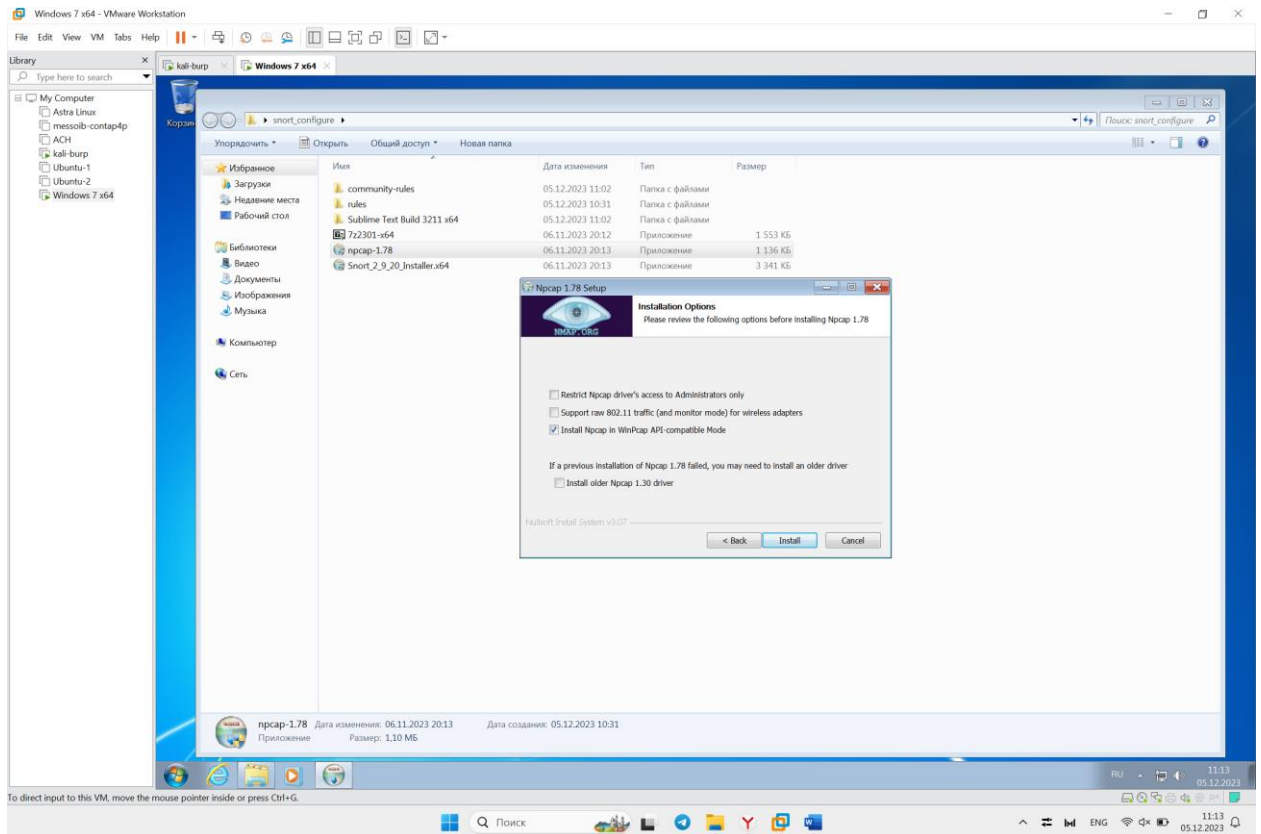 Windows 7 x64 - VMware Workstation
File Edit View VM Tabs Help
Library
Type here to search
My Computer
Astra Linux
messoib-contap4p
ACH
kali-burp
Ubuntu-1
Ubuntu-2
Windows 7 x64
kali-burp
Windows 7 x64
snort_configure
Поиск: snort_configure
Упорядочить
Открыть
Общий доступ
Новая папка
Избранное
Загрузки
Недавние места
Рабочий стол
Библиотеки
Видео
Документы
Изображения
Музыка
Компьютер
Сеть
Имя Дата изменения Тип Размер
community-rules 05.12.2023 11:02 Папка с файлами
rules 05.12.2023 10:31 Папка с файлами
Sublime Text Build 3211 x64 05.12.2023 11:02 Папка с файлами
7z2301-x64 06.11.2023 20:12 Приложение 1 553 КБ
npcap-1.78 06.11.2023 20:13 Приложение 1 136 КБ
Snort_2_9_20_Installer.x64 06.11.2023 20:13 Приложение 3 341 КБ
Npcap 1.78 Setup
NMAP.ORG
Installation Options
Please review the following options before installing Npcap 1.78
Restrict Npcap driver's access to Administrators only
Support raw 802.11 traffic (and monitor mode) for wireless adapters
Install Npcap in WinPcap API-compatible Mode
If a previous installation of Npcap 1.78 failed, you may need to install an older driver
Install older Npcap 1.30 driver
Nullsoft Install System v3.07
< Back Install Cancel
npcap-1.78 Дата изменения: 06.11.2023 20:13 Дата создания: 05.12.2023 10:31
Приложение Размер: 1,10 МБ
RU 11:13
05.12.2023
To direct input to this VM, move the mouse pointer inside or press Ctrl+G.
Поиск
ENG 11:13
05.12.2023